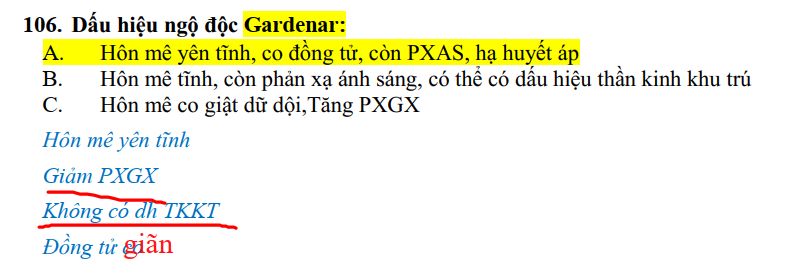 106. Dấu hiệu ngộ độc Gardenar:
A. Hôn mê yên tĩnh, co đồng tử, còn PXAS, hạ huyết áp
B. Hôn mê tĩnh, còn phản xạ ánh sáng, có thể có dấu hiệu thần kinh khu trú
C. Hôn mê co giật dữ dội,Tăng PXGX
Hôn mê yên tĩnh
Giảm PXGX
Không có dh TKKT
Đồng tử co giãn